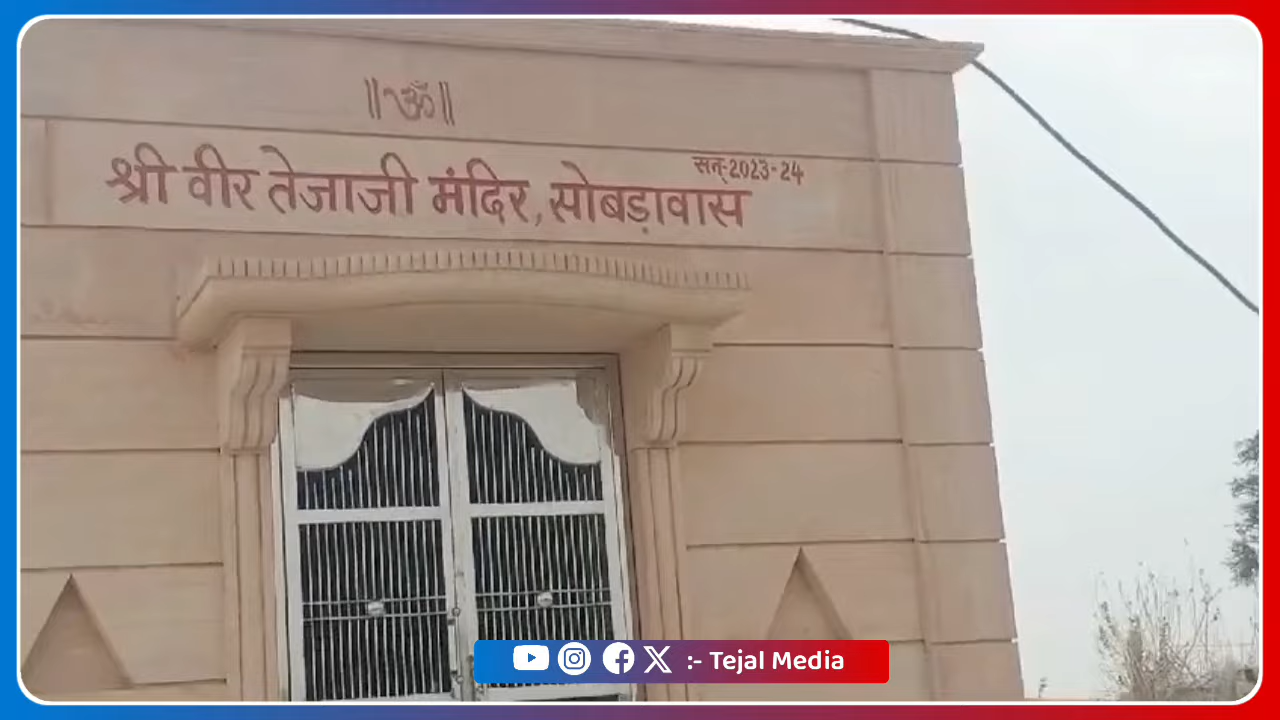 ॥ॐ॥
सन्-2023-24
श्री वीर तेजाजी मंदिर, सोबड़ावास
:- Tejal Media